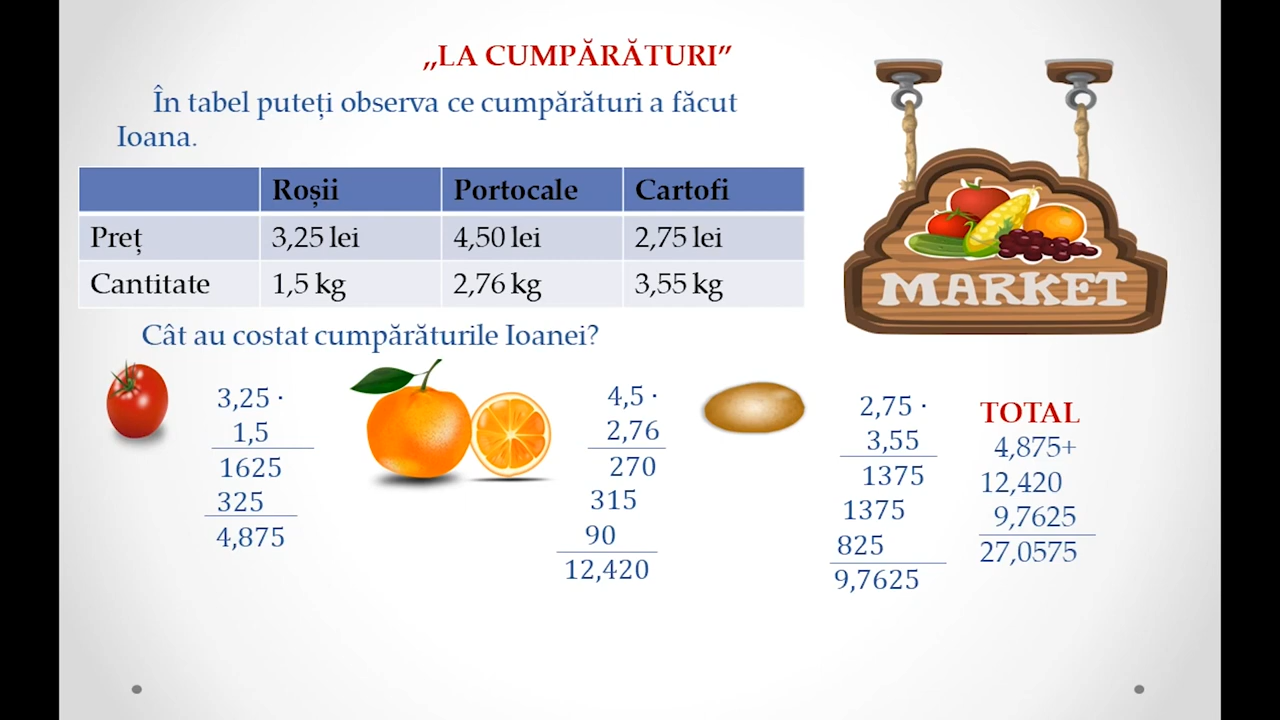 „LA CUMPĂRĂTURI”
În tabel puteți observa ce cumpărături a făcut
Ioana.
Roșii Portocale Cartofi
Preț 3,25 lei 4,50 lei 2,75 lei
Cantitate 1,5 kg 2,76 kg 3,55 kg
MARKET
Cât au costat cumpărăturile Ioanei?
3,25 ·
1,5
1625
325
4,875
4,5 ·
2,76
270
315
90
12,420
2,75 ·
3,55
1375
1375
825
9,7625
TOTAL
4,875+
12,420
9,7625
27,0575